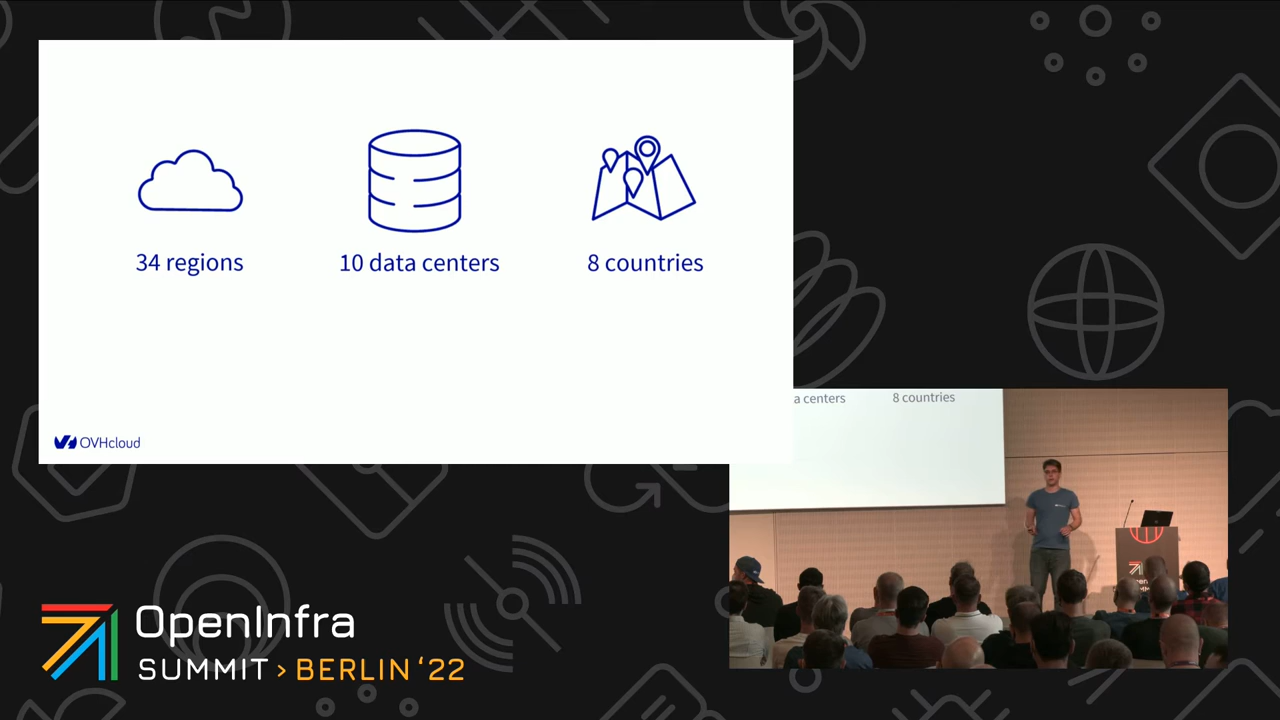 34 regions
10 data centers
8 countries
OVHcloud
a centers
8 countries
OpenInfra
SUMMIT > BERLIN '22